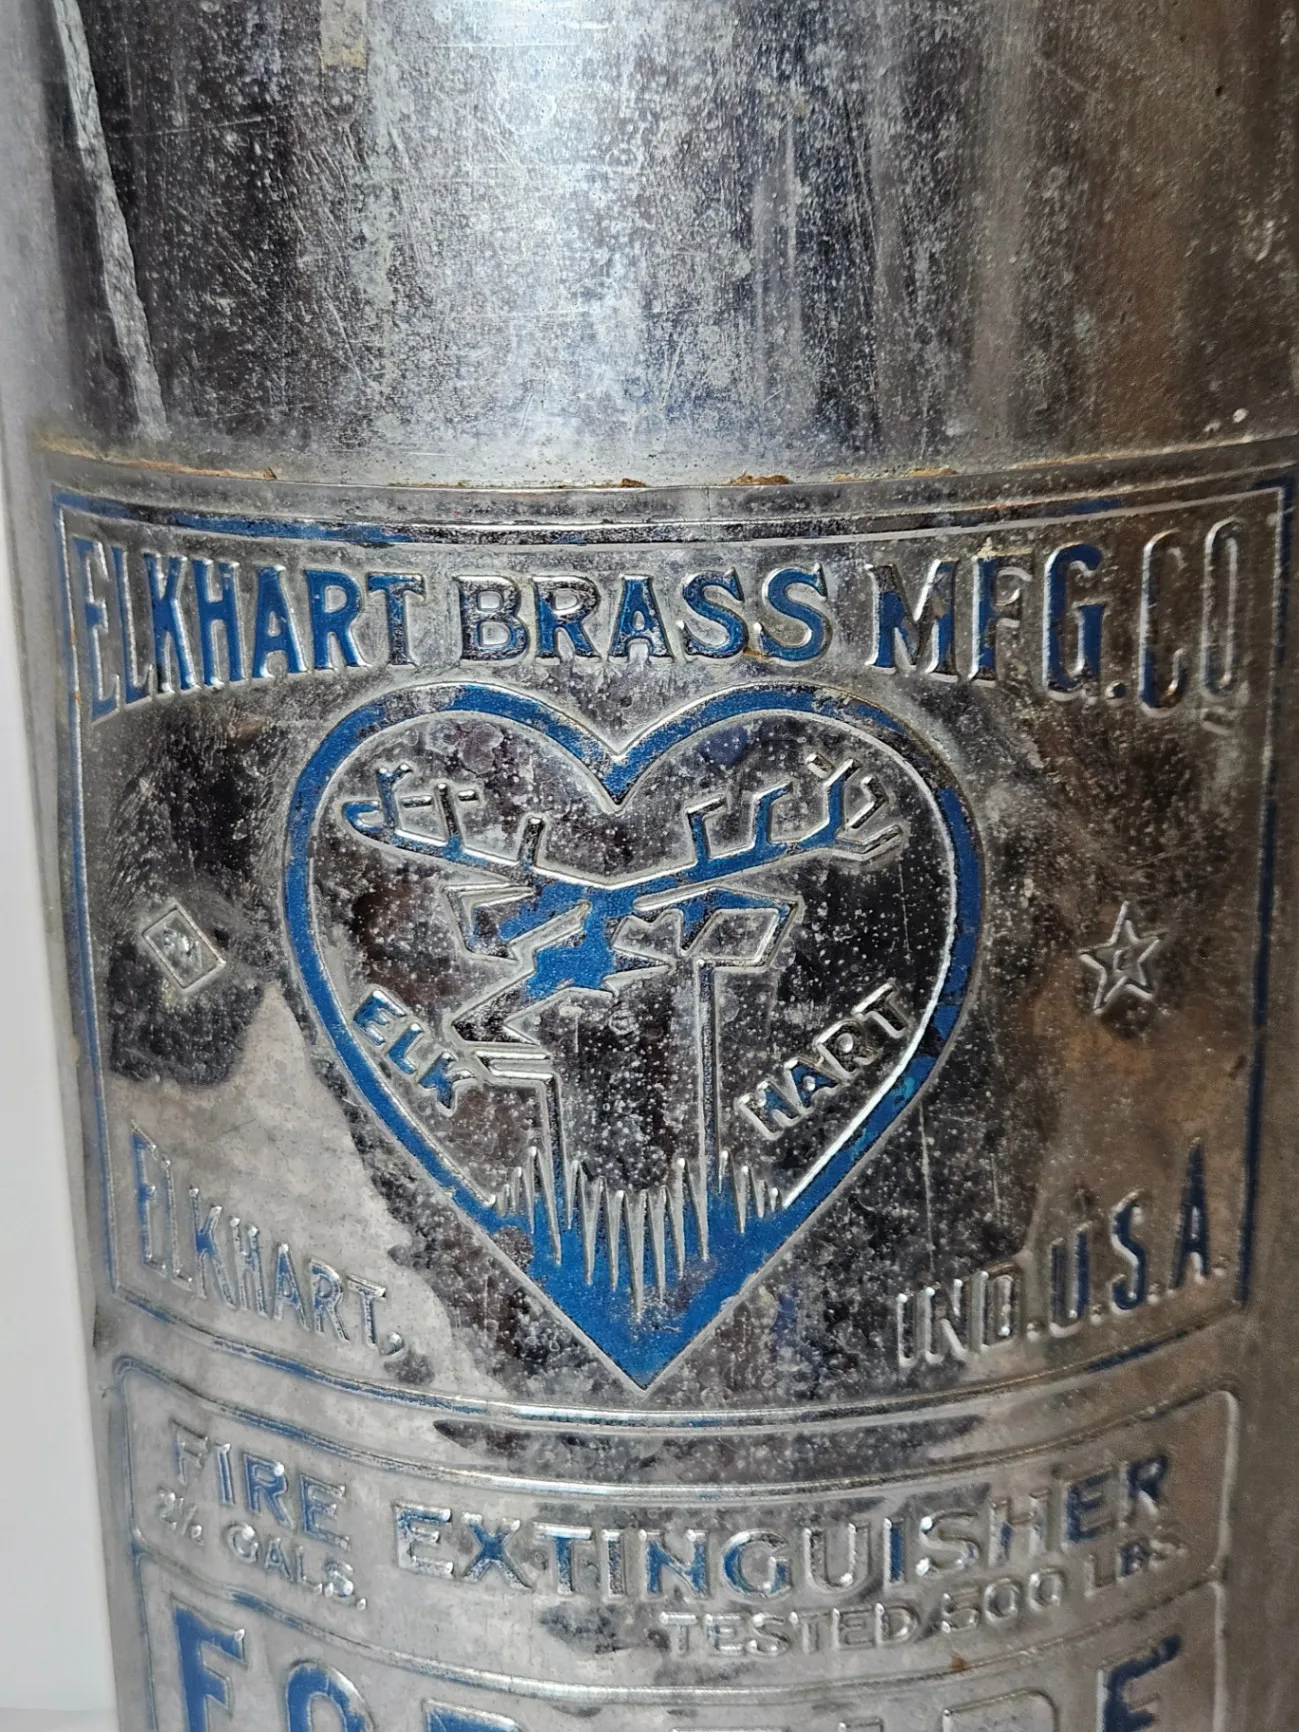 ELKHART BRASS MFG. CO
ELK HART
ELKHART, IND. U.S.A.
FIRE EXTINGUISHER
2½ GALS. TESTED 500 LBS.